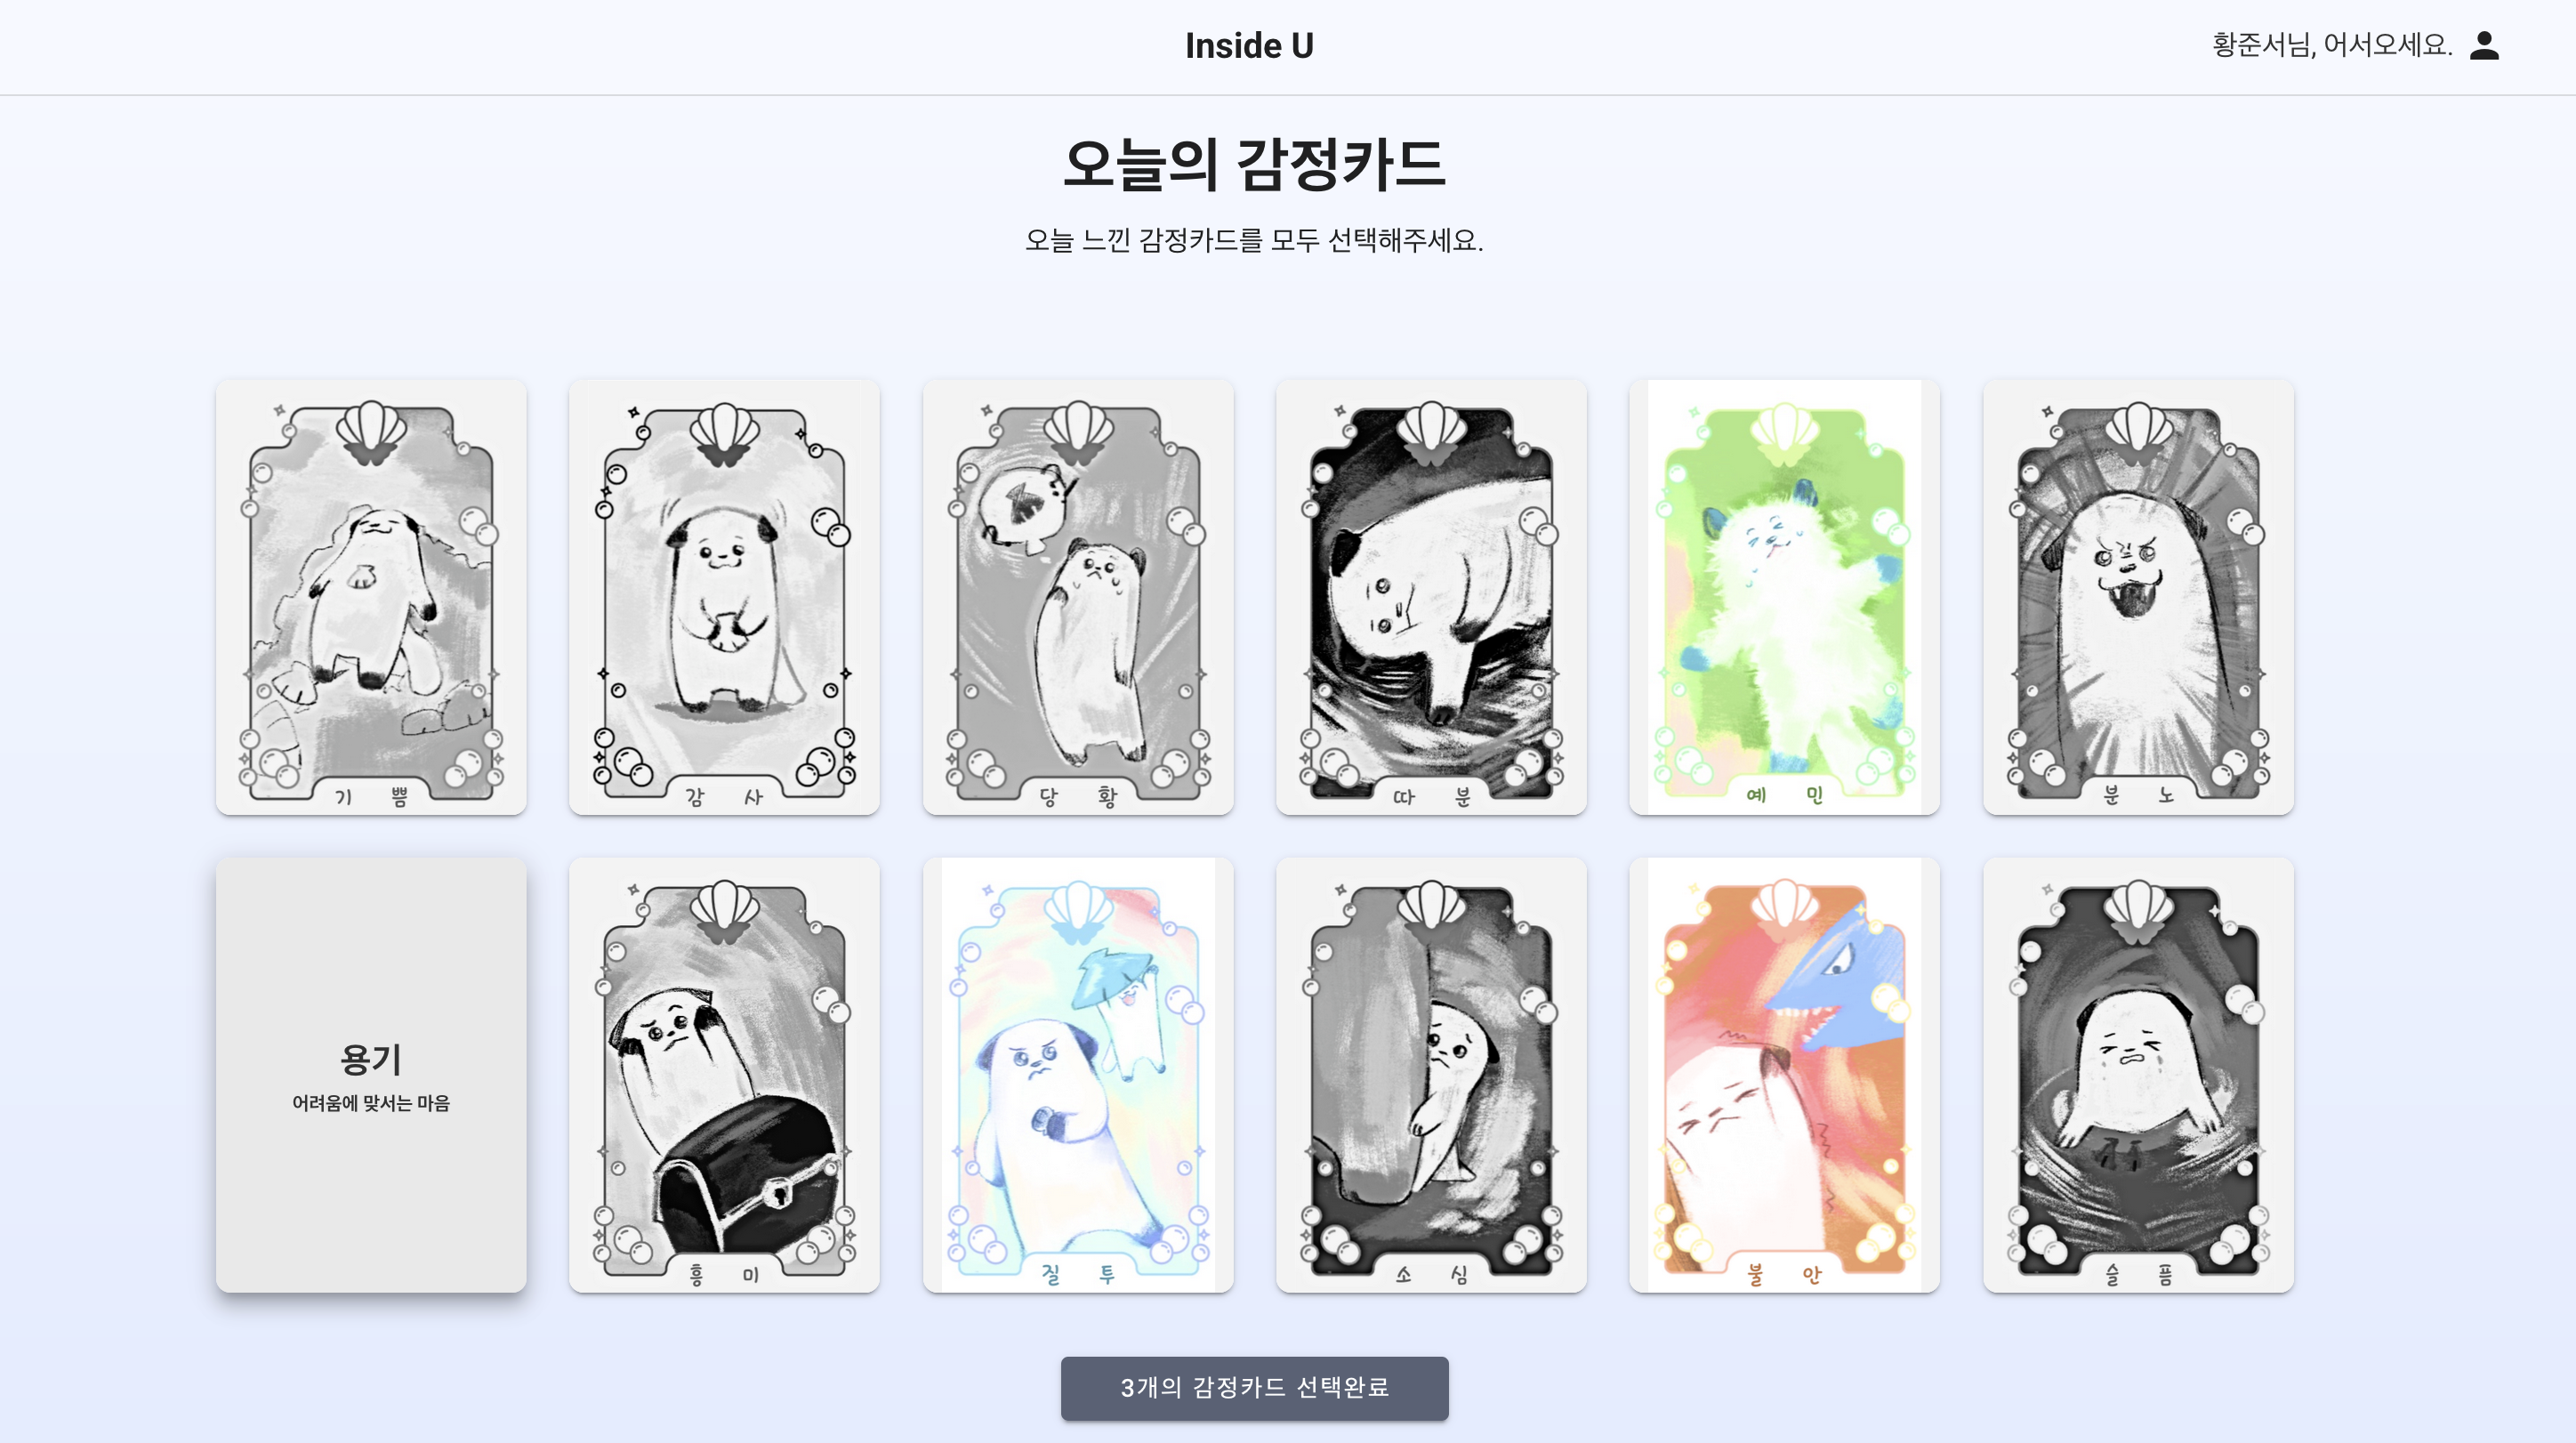 Inside U
황준서님, 어서오세요.
오늘의 감정카드
오늘 느낀 감정카드를 모두 선택해주세요.
기 쁨
감 사
당 황
따 분
예 민
분 노
용기
어려움에 맞서는 마음
흥 미
질 투
소 심
불 안
슬 픔
3개의 감정카드 선택완료